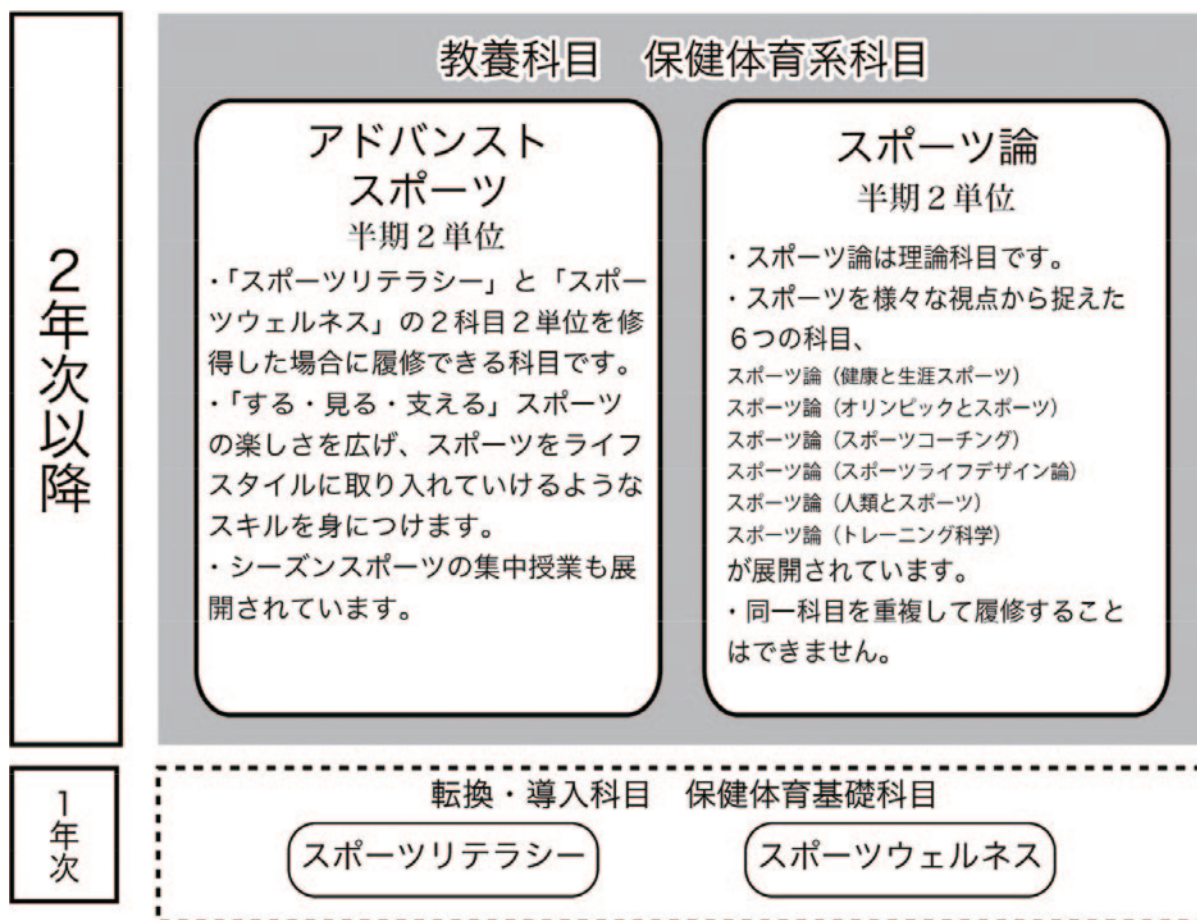 2年次以降
教養科目　保健体育系科目
アドバンスト
スポーツ
半期２単位
・「スポーツリテラシー」と「スポー
ツウェルネス」の２科目２単位を修
得した場合に履修できる科目です。
・「する・見る・支える」スポーツ
の楽しさを広げ、スポーツをライフ
スタイルに取り入れていけるような
スキルを身につけます。
・シーズンスポーツの集中授業も展
開されています。
スポーツ論
半期２単位
・スポーツ論は理論科目です。
・スポーツを様々な視点から捉えた
６つの科目、
スポーツ論（健康と生涯スポーツ）
スポーツ論（オリンピックとスポーツ）
スポーツ論（スポーツコーチング）
スポーツ論（スポーツライフデザイン論）
スポーツ論（人類とスポーツ）
スポーツ論（トレーニング科学）
が展開されています。
・同一科目を重複して履修すること
はできません。
1年次
転換・導入科目　保健体育基礎科目
スポーツリテラシー
スポーツウェルネス